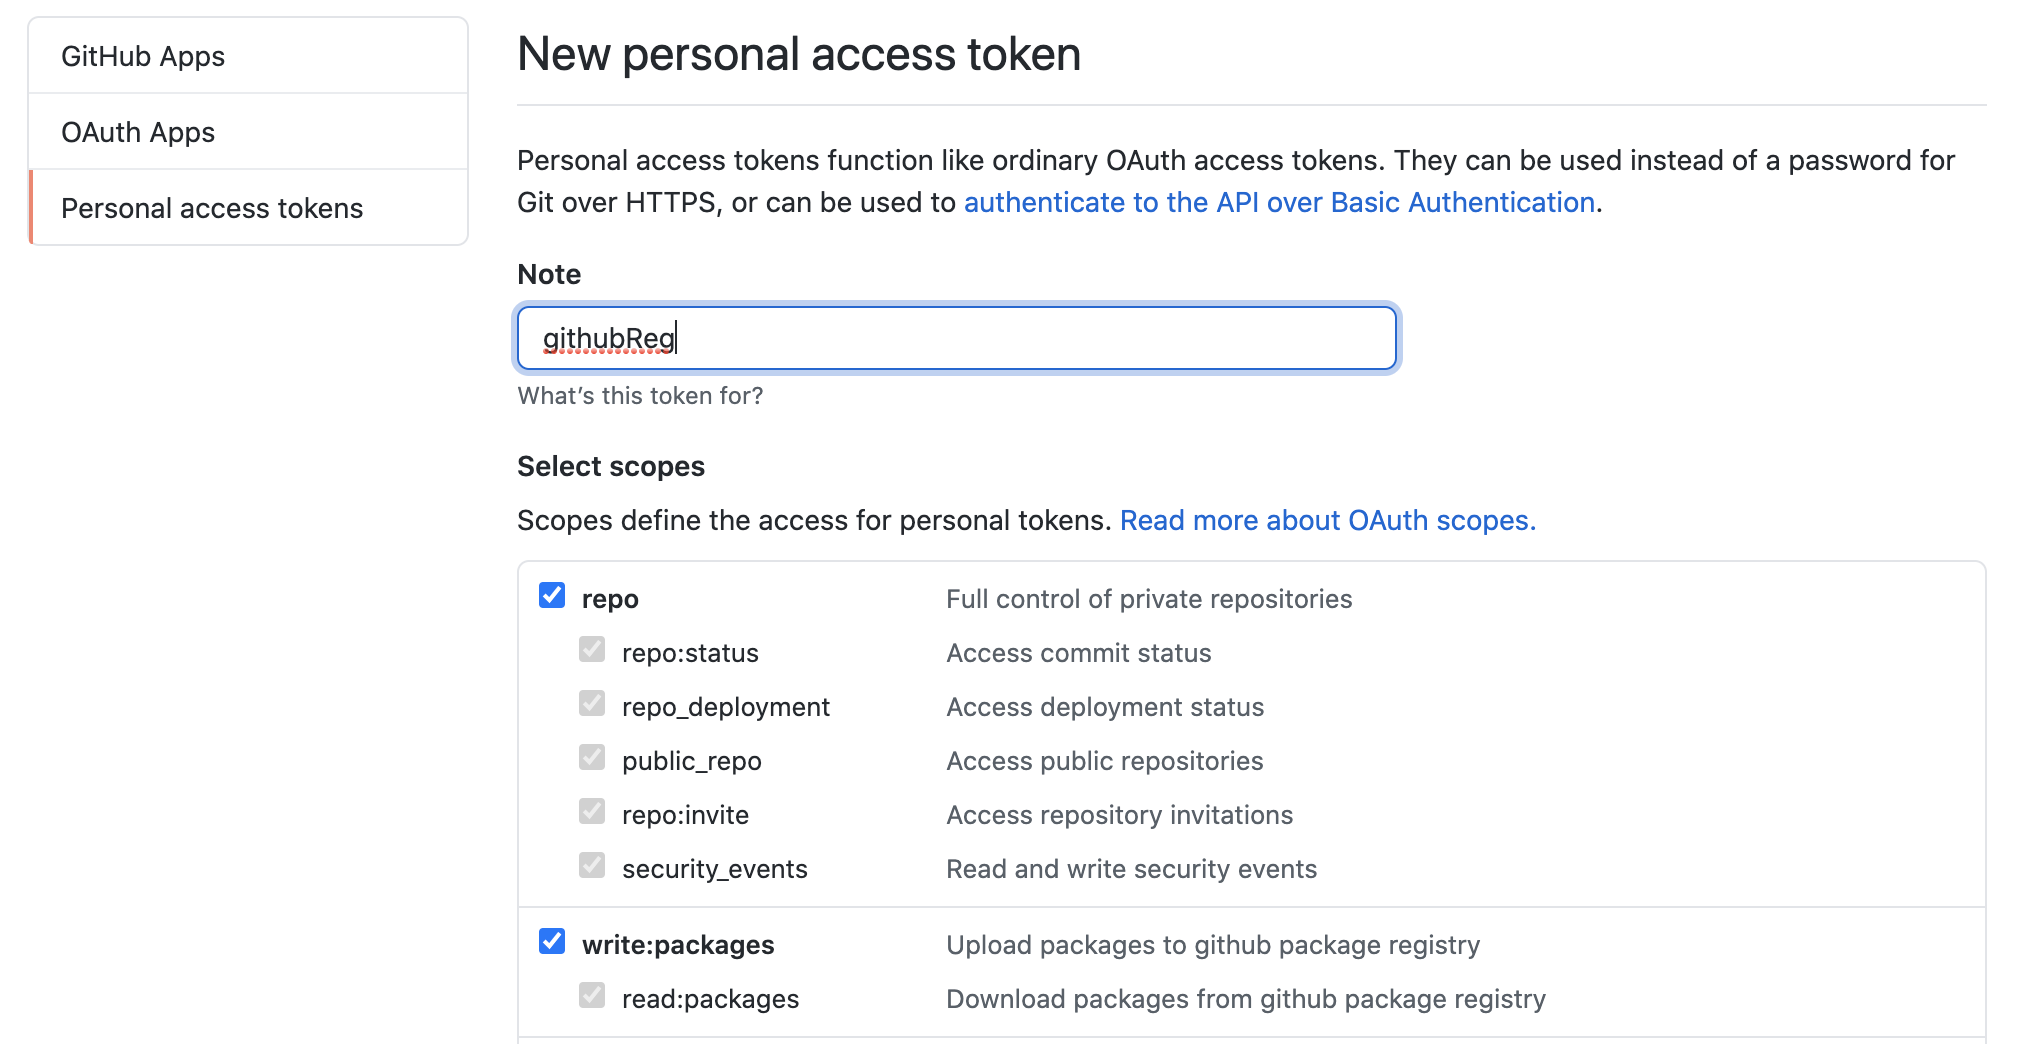 GitHub Apps
OAuth Apps
Personal access tokens
New personal access token
Personal access tokens function like ordinary OAuth access tokens. They can be used instead of a password for
Git over HTTPS, or can be used to authenticate to the API over Basic Authentication.
Note
githubReg
What’s this token for?
Select scopes
Scopes define the access for personal tokens. Read more about OAuth scopes.
repo Full control of private repositories
repo:status Access commit status
repo_deployment Access deployment status
public_repo Access public repositories
repo:invite Access repository invitations
security_events Read and write security events
write:packages Upload packages to github package registry
read:packages Download packages from github package registry